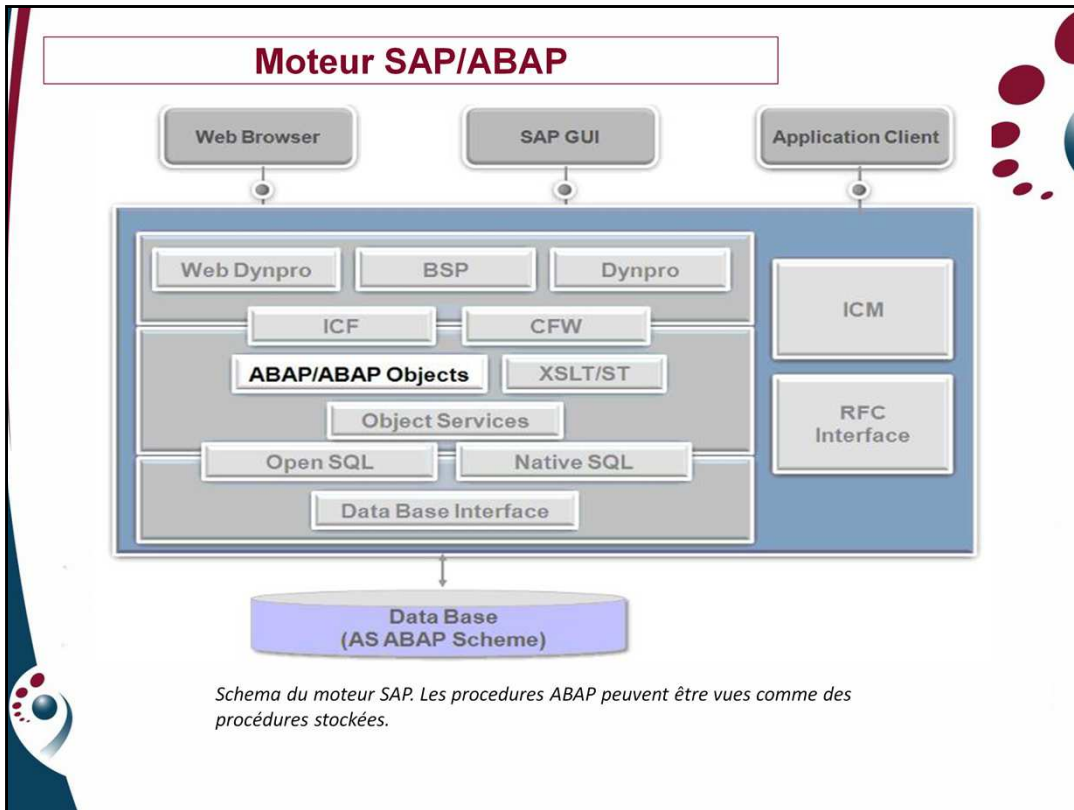 Moteur SAP/ABAP
Web Browser
SAP GUI
Application Client
Web Dynpro
BSP
Dynpro
ICM
ICF
CFW
ABAP/ABAP Objects
XSLT/ST
Object Services
RFC
Interface
Open SQL
Native SQL
Data Base Interface
Data Base
(AS ABAP Scheme)
Schema du moteur SAP. Les procedures ABAP peuvent être vues comme des
procédures stockées.